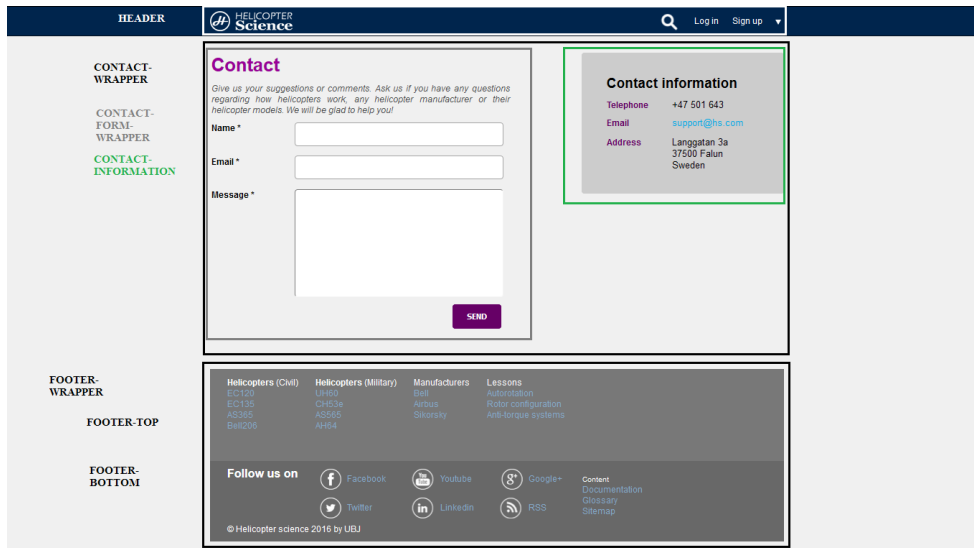 HEADER
HELICOPTER
Science
Log in Sign up
CONTACT-
WRAPPER
CONTACT-
FORM-
WRAPPER
CONTACT-
INFORMATION
Contact
Give us your suggestions or comments. Ask us if you have any questions
regarding how helicopters work, any helicopter manufacturer or their
helicopter models. We will be glad to help you!
Name *
Email *
Message *
SEND
Contact information
Telephone +47 501 643
Email support@hs.com
Address Langgatan 3a
37500 Falun
Sweden
FOOTER-
WRAPPER
FOOTER-TOP
FOOTER-
BOTTOM
Helicopters (Civil)
EC120
EC135
AS365
Bell206
Helicopters (Military)
UH60
CH53e
AS565
AH64
Manufacturers
Bell
Airbus
Sikorsky
Lessons
Autorotation
Rotor configuration
Anti-torque systems
Follow us on
Facebook
You Tube Youtube
g+ Google+
Twitter
in Linkedin
RSS
Content
Documentation
Glossary
Sitemap
© Helicopter science 2016 by UBJ